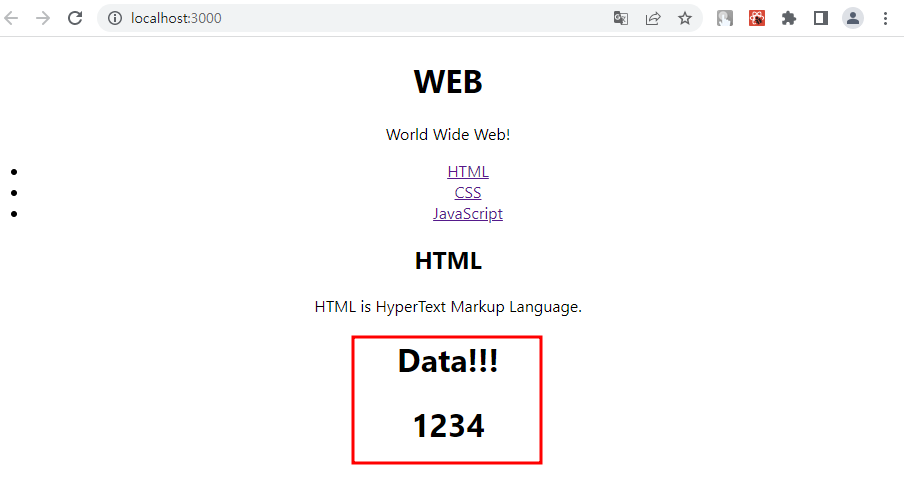 localhost:3000
WEB
World Wide Web!
HTML
CSS
JavaScript
HTML
HTML is HyperText Markup Language.
Data!!!
1234